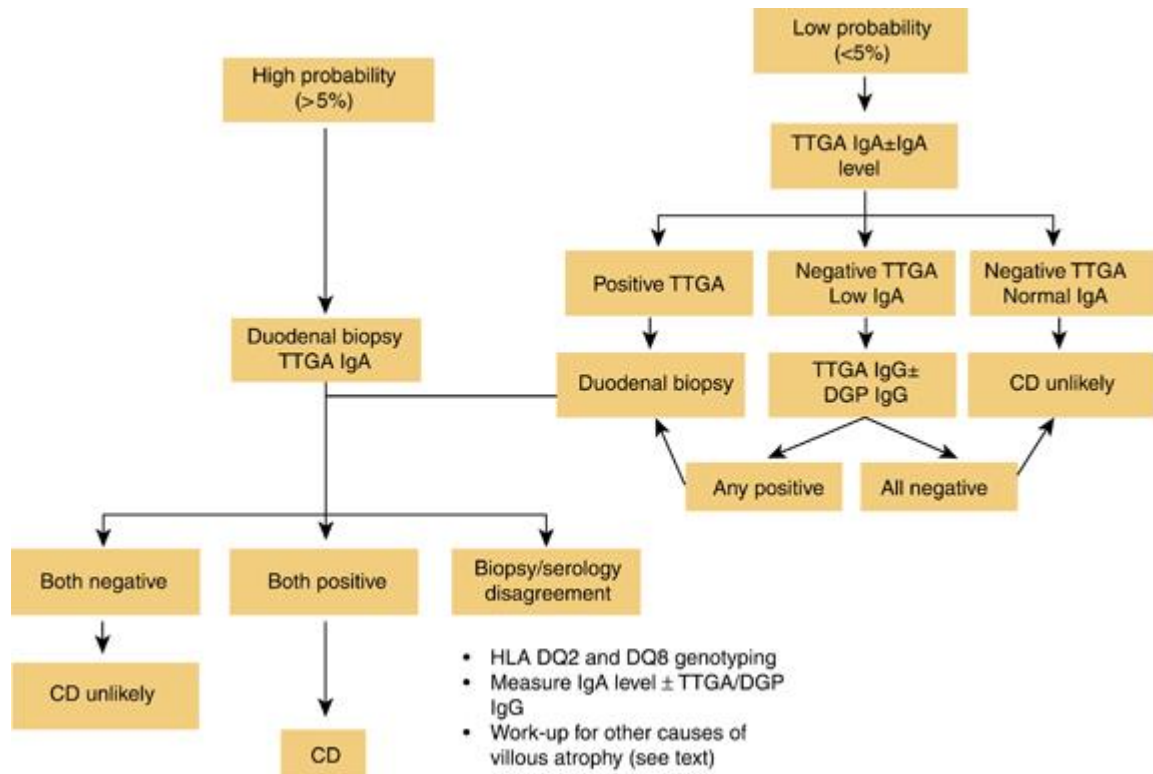 Low probability
(<5%)
High probability
(>5%)
TTGA IgA±IgA
level
Positive TTGA
Negative TTGA
Low IgA
Negative TTGA
Normal IgA
Duodenal biopsy
TTGA IgA
Duodenal biopsy
TTGA IgG±
DGP IgG
CD unlikely
Any positive
All negative
Both negative
Both positive
Biopsy/serology
disagreement
CD unlikely
CD
• HLA DQ2 and DQ8 genotyping
• Measure IgA level ± TTGA/DGP
IgG
• Work-up for other causes of
villous atrophy (see text)